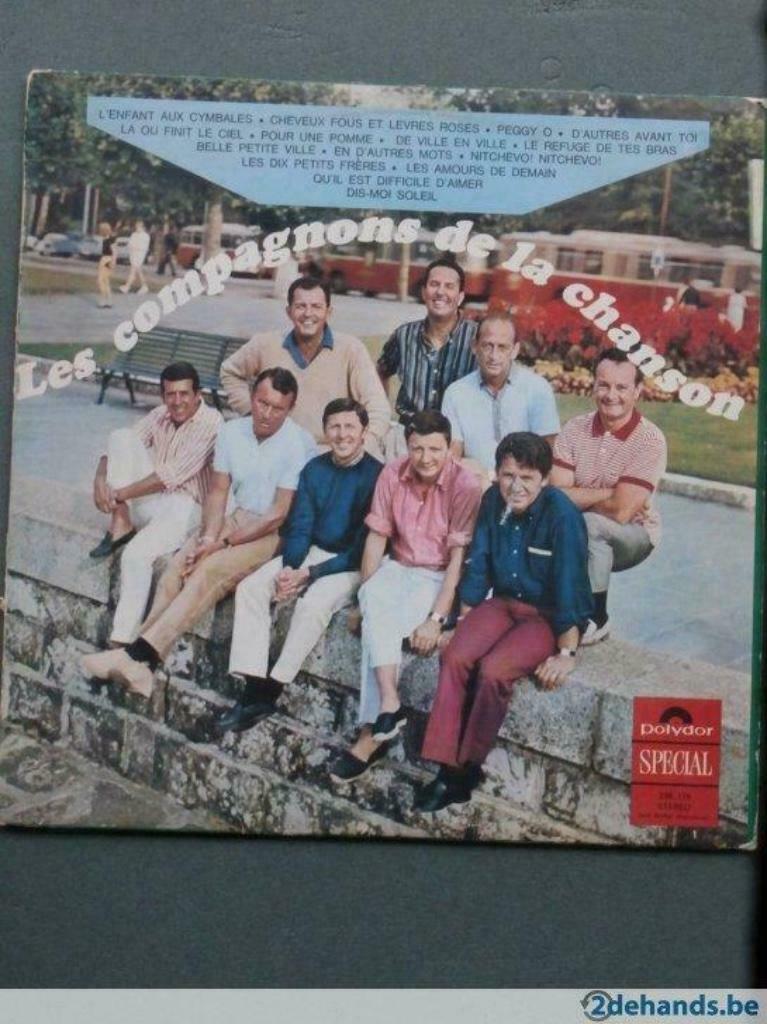 L'ENFANT AUX CYMBALES • CHEVEUX FOUS ET LEVRES ROSES • PEGGY O • D'AUTRES AVANT TOI
LA OU FINIT LE CIEL • POUR UNE POMME • DE VILLE EN VILLE • LE REFUGE DE TES BRAS
BELLE PETITE VILLE • EN D'AUTRES MOTS • NITCHEVO! NITCHEVO!
LES DIX PETITS FRÈRES • LES AMOURS DE DEMAIN
QU'IL EST DIFFICILE D'AIMER
DIS-MOI SOLEIL
Les compagnons de la chanson
polydor
SPECIAL
STEREO
1
2dehands.be